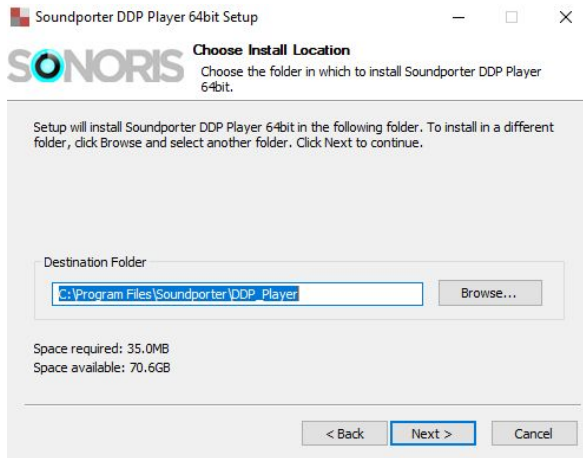 Soundporter DDP Player 64bit Setup
SONORIS
Choose Install Location
Choose the folder in which to install Soundporter DDP Player
64bit.
Setup will install Soundporter DDP Player 64bit in the following folder. To install in a different
folder, click Browse and select another folder. Click Next to continue.
Destination Folder
C:\Program Files\Soundporter\DDP_Player
Browse...
Space required: 35.0MB
Space available: 70.6GB
< Back
Next >
Cancel